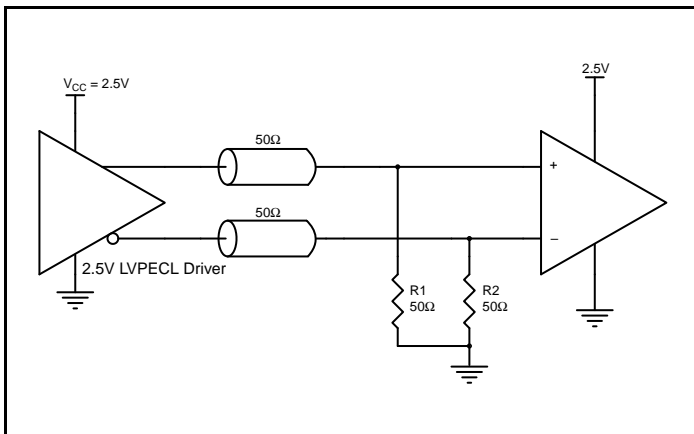 2.5V
V_CC = 2.5V
50Ω
+
50Ω
–
2.5V LVPECL Driver
R1
50Ω
R2
50Ω